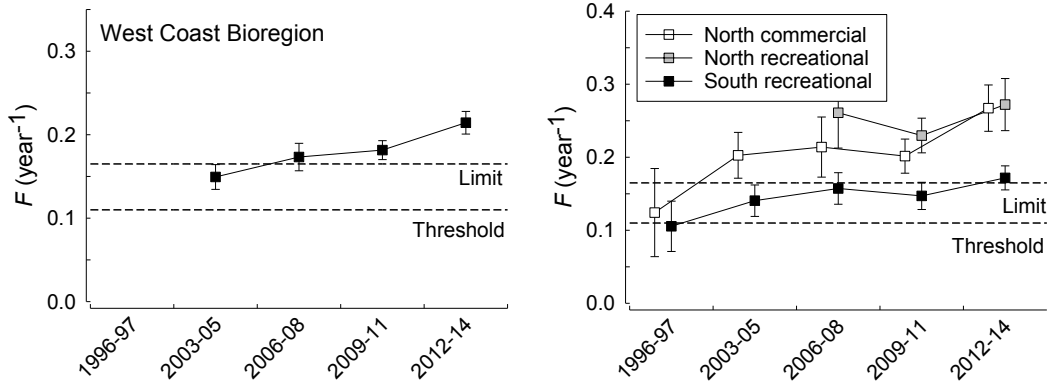 West Coast Bioregion
F (year-1)
0.3
0.2
0.1
0.0
Limit
Threshold
1996-97
2003-05
2006-08
2009-11
2012-14
North commercial
North recreational
South recreational
F (year-1)
0.4
0.3
0.2
0.1
0.0
Limit
Threshold
1996-97
2003-05
2006-08
2009-11
2012-14